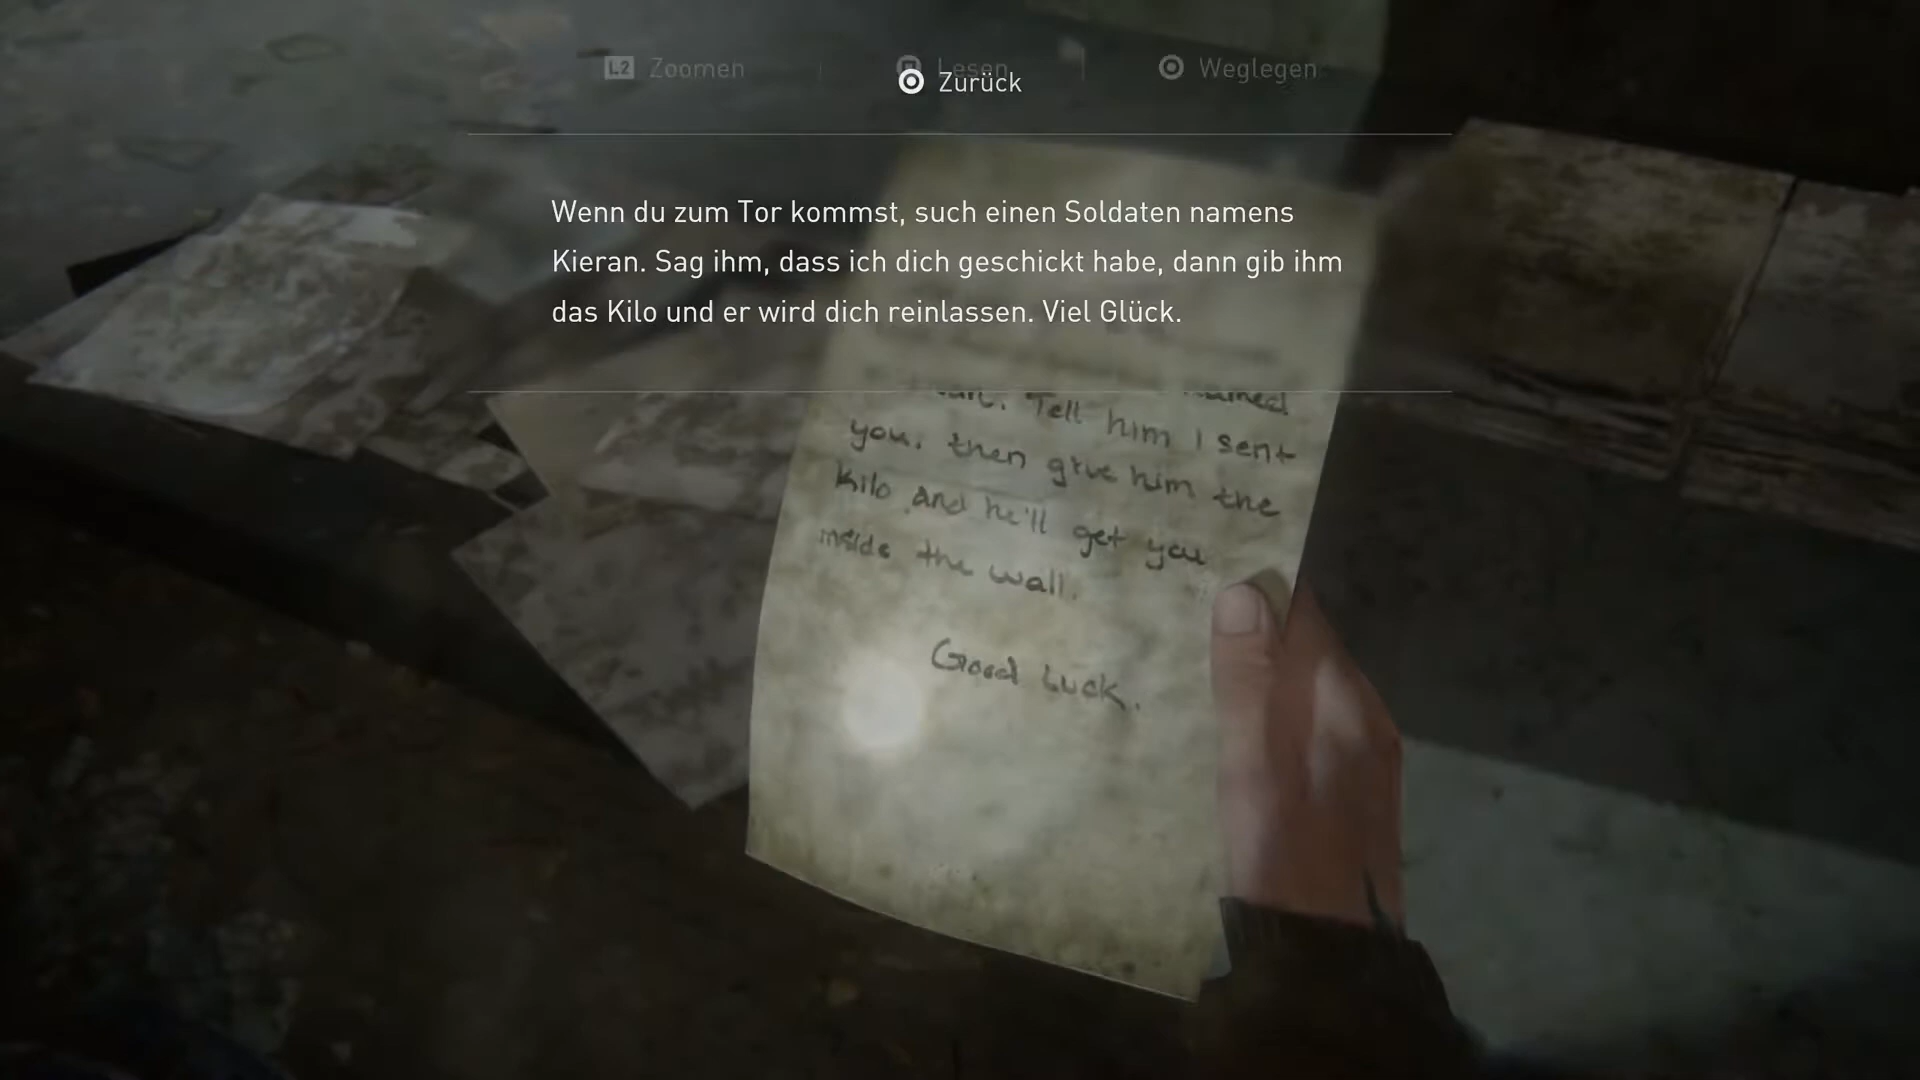 L2 Zoomen
Lesen
Weglegen
Zurück
Wenn du zum Tor kommst, such einen Soldaten namens
Kieran. Sag ihm, dass ich dich geschickt habe, dann gib ihm
das Kilo und er wird dich reinlassen. Viel Glück.
named
Tell him I sent
you, then give him the
Kilo and he'll get you
inside the wall.
Good Luck.